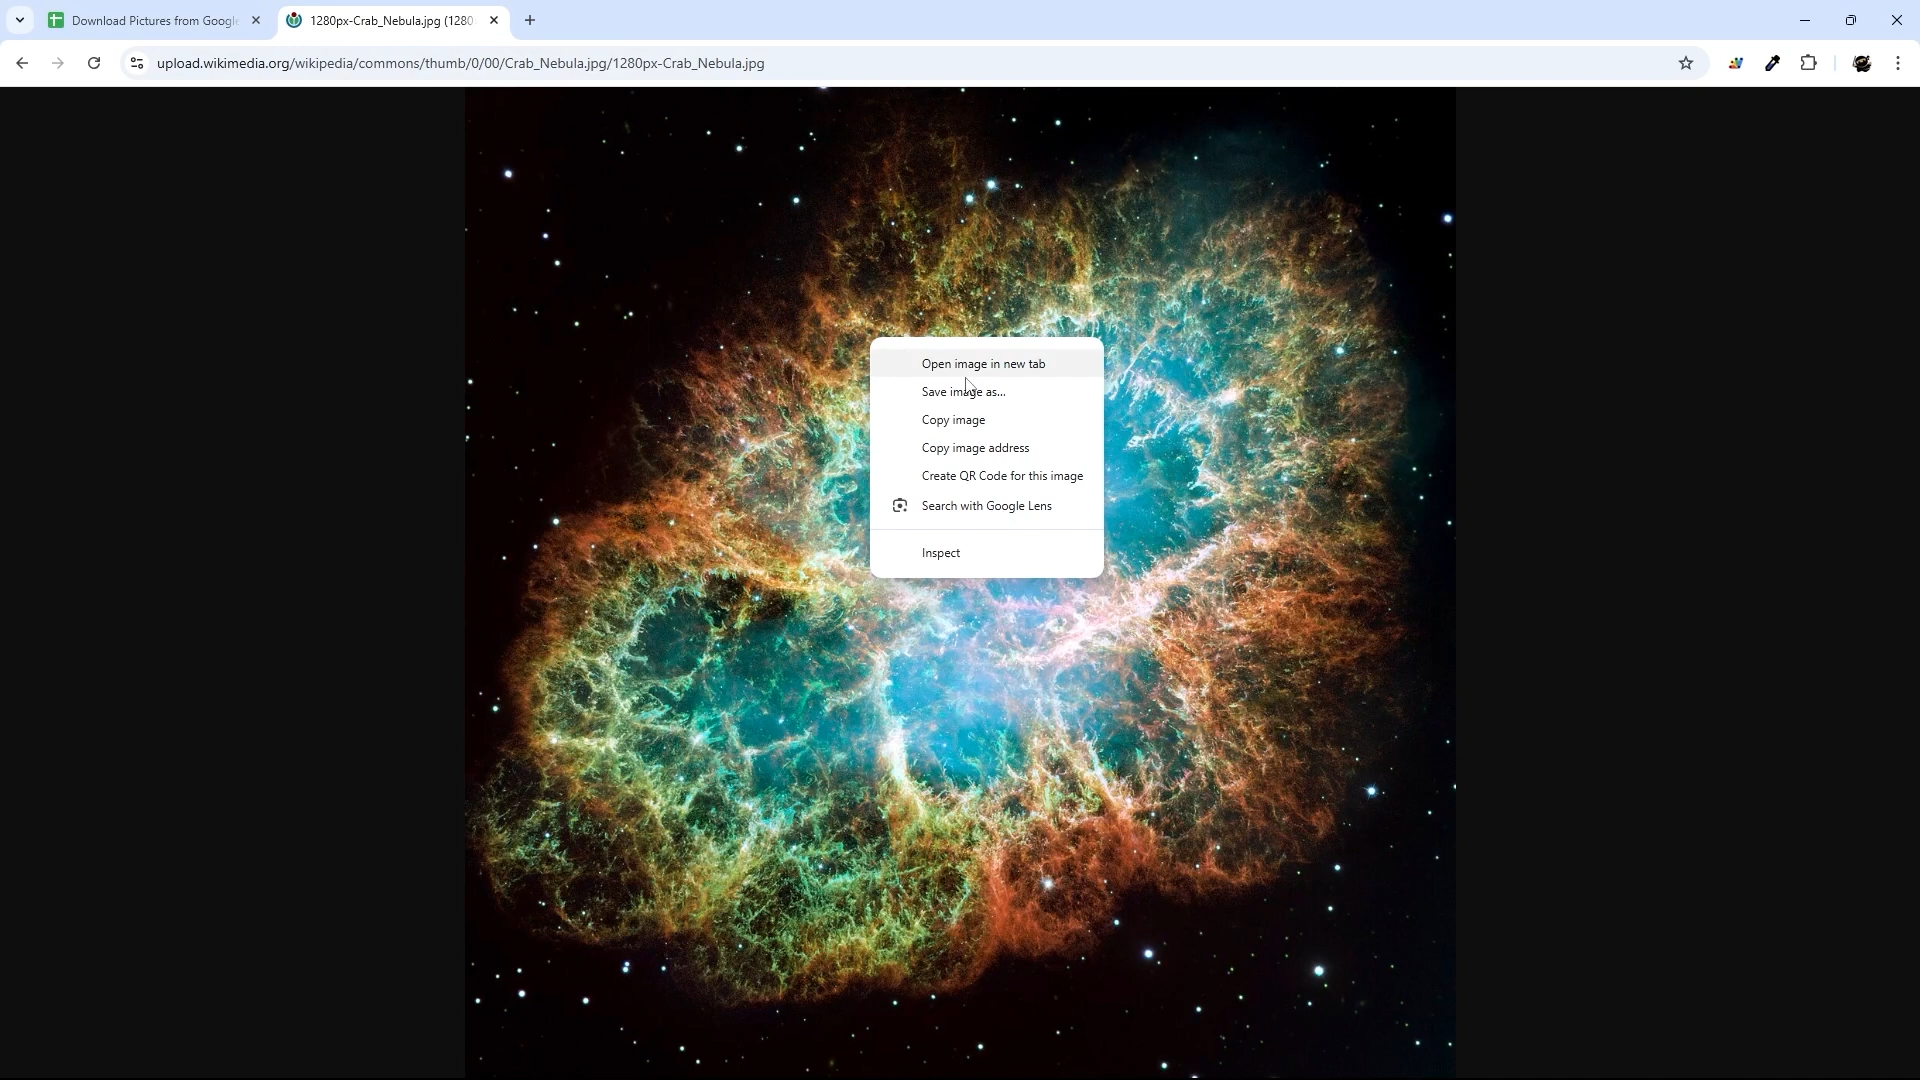 Download Pictures from Google
1280px-Crab_Nebula.jpg (1280
upload.wikimedia.org/wikipedia/commons/thumb/0/00/Crab_Nebula.jpg/1280px-Crab_Nebula.jpg
Open image in new tab
Save image as...
Copy image
Copy image address
Create QR Code for this image
Search with Google Lens
Inspect